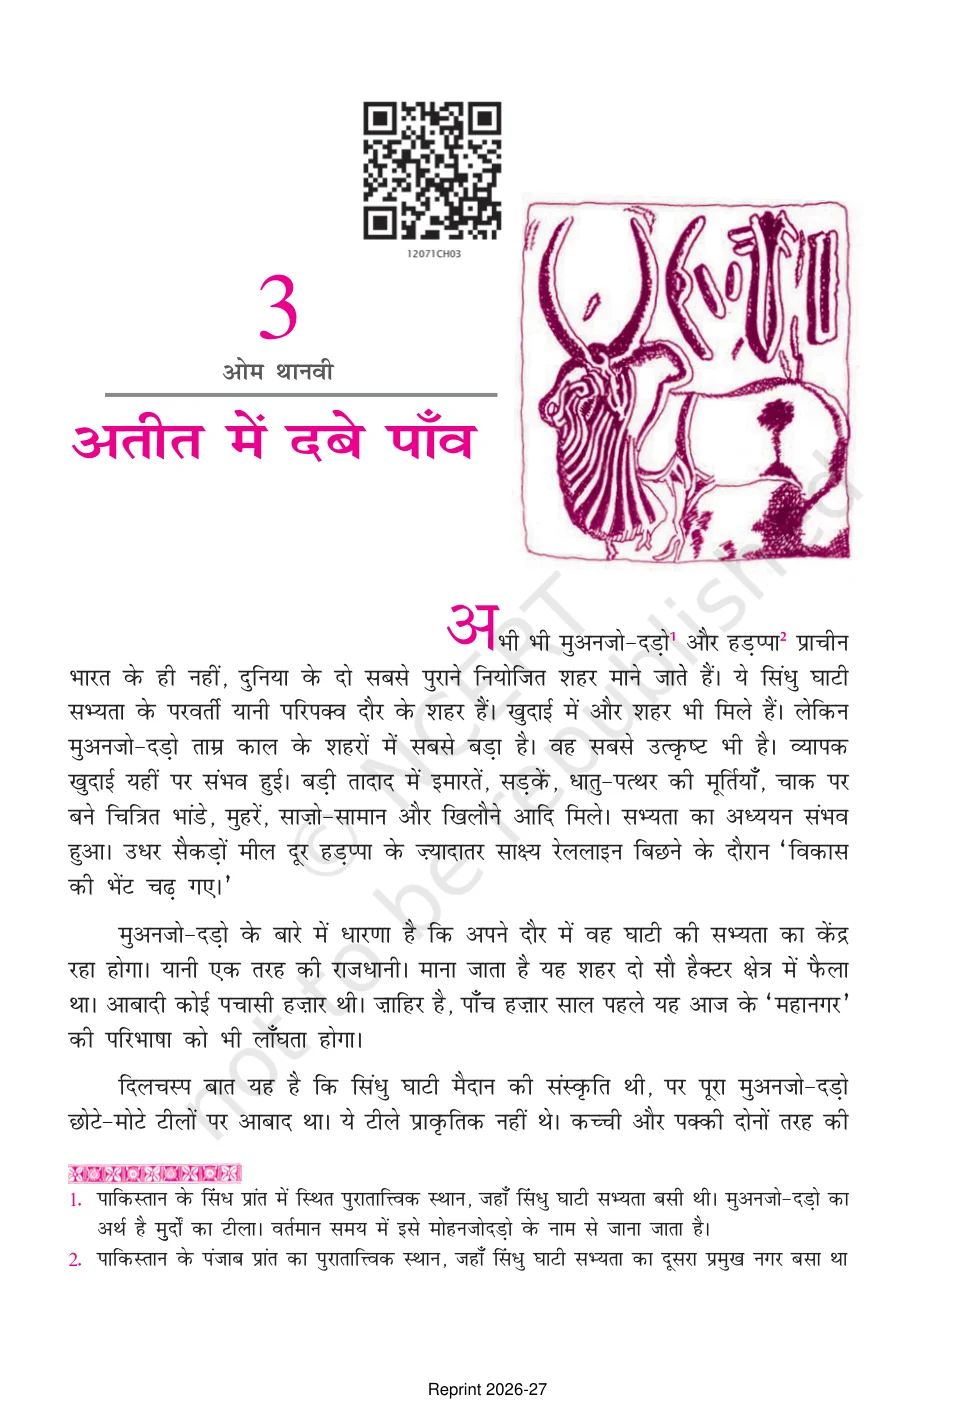 12071CH03
3
ओम थानवी
अतीत में दबे पाँव
अभी भी मुअनजो-दड़ो1 और हड़प्पा2 प्राचीन
भारत के ही नहीं, दुनिया के दो सबसे पुराने नियोजित शहर माने जाते हैं। ये सिंधु घाटी
सभ्यता के परवर्ती यानी परिपक्व दौर के शहर हैं। खुदाई में और शहर भी मिले हैं। लेकिन
मुअनजो-दड़ो ताम्र काल के शहरों में सबसे बड़ा है। वह सबसे उत्कृष्ट भी है। व्यापक
खुदाई यहीं पर संभव हुई। बड़ी तादाद में इमारतें, सड़कें, धातु-पत्थर की मूर्तियाँ, चाक पर
बने चित्रित भांडे, मुहरें, साज़ो-सामान और खिलौने आदि मिले। सभ्यता का अध्ययन संभव
हुआ। उधर सैकड़ों मील दूर हड़प्पा के ज़्यादातर साक्ष्य रेललाइन बिछने के दौरान ‘विकास
की भेंट चढ़ गए।’
मुअनजो-दड़ो के बारे में धारणा है कि अपने दौर में वह घाटी की सभ्यता का केंद्र
रहा होगा। यानी एक तरह की राजधानी। माना जाता है यह शहर दो सौ हैक्टर क्षेत्र में फैला
था। आबादी कोई पचासी हज़ार थी। ज़ाहिर है, पाँच हज़ार साल पहले यह आज के ‘महानगर’
की परिभाषा को भी लाँघता होगा।
दिलचस्प बात यह है कि सिंधु घाटी मैदान की संस्कृति थी, पर पूरा मुअनजो-दड़ो
छोटे-मोटे टीलों पर आबाद था। ये टीले प्राकृतिक नहीं थे। कच्ची और पक्की दोनों तरह की
1. पाकिस्तान के सिंध प्रांत में स्थित पुरातात्त्विक स्थान, जहाँ सिंधु घाटी सभ्यता बसी थी। मुअनजो-दड़ो का
अर्थ है मुर्दों का टीला। वर्तमान समय में इसे मोहनजोदड़ो के नाम से जाना जाता है।
2. पाकिस्तान के पंजाब प्रांत का पुरातात्त्विक स्थान, जहाँ सिंधु घाटी सभ्यता का दूसरा प्रमुख नगर बसा था
© NCERT
not to be republished
Reprint 2026-27